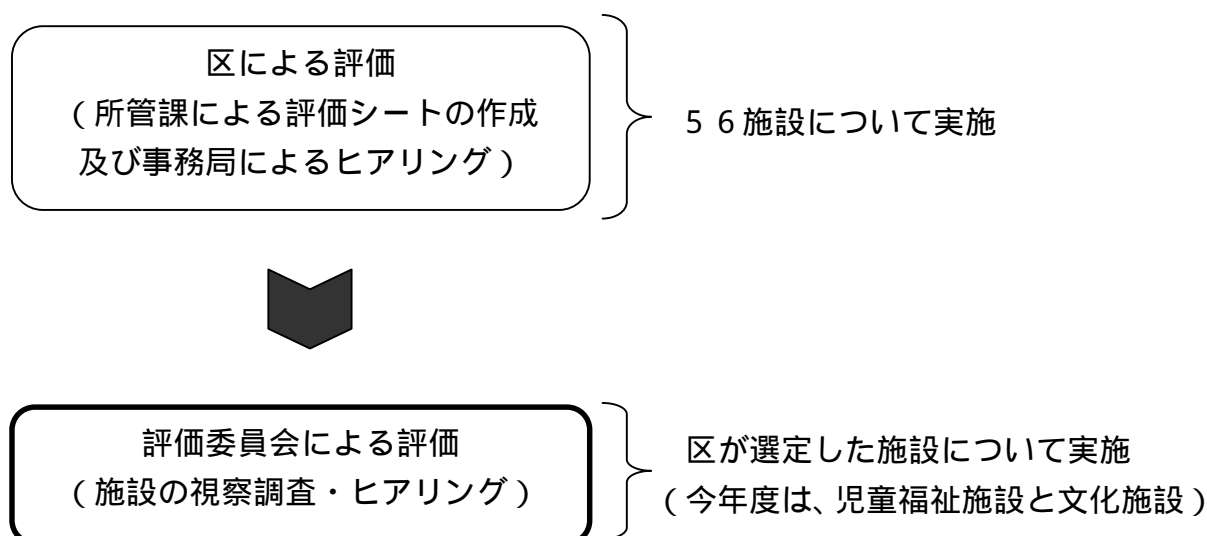 区による評価
（所管課による評価シートの作成
及び事務局によるヒアリング）
５６施設について実施
評価委員会による評価
（施設の視察調査・ヒアリング）
区が選定した施設について実施
（今年度は、児童福祉施設と文化施設）